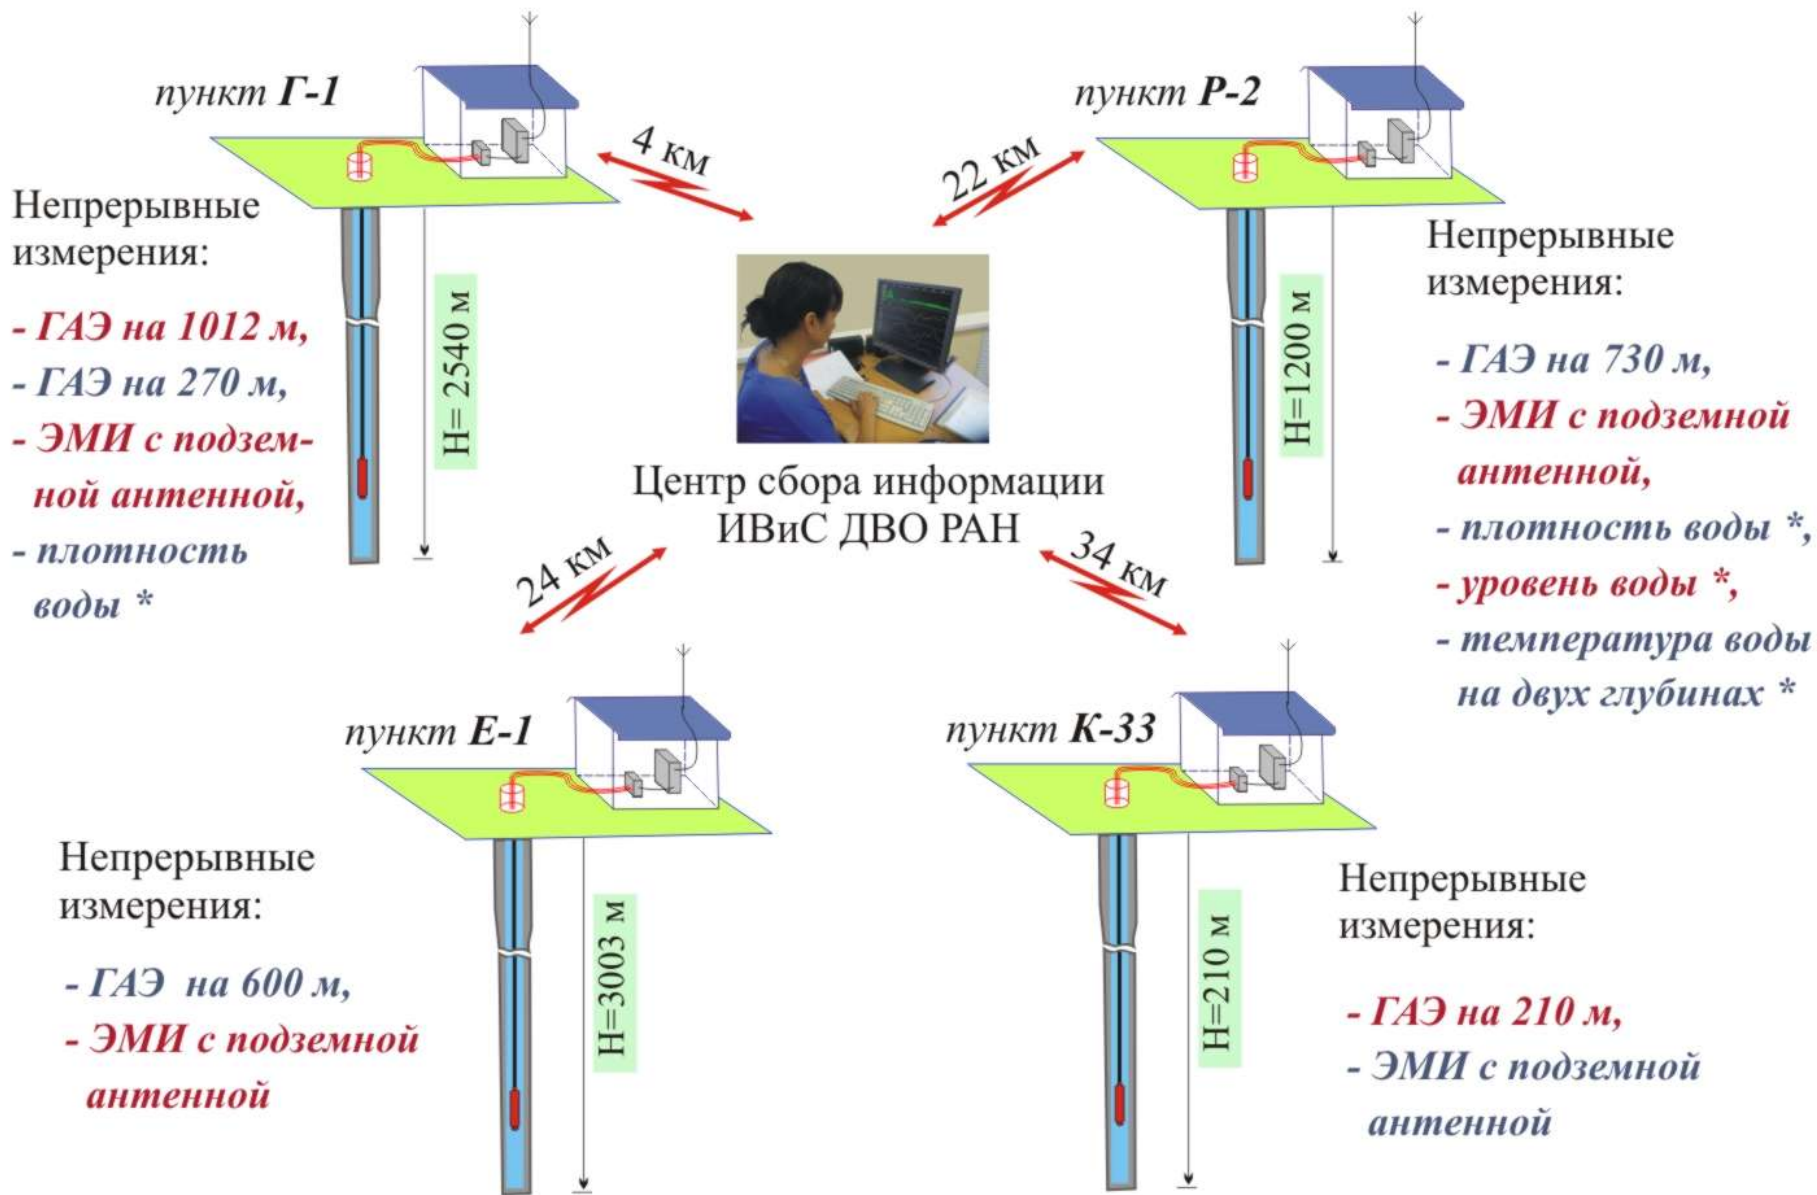 пункт Г-1
4 км
Непрерывные
измерения:
- ГАЭ на 1012 м,
- ГАЭ на 270 м,
- ЭМИ с подзем-
ной антенной,
- плотность
воды *
Н= 2540 м
пункт Р-2
22 км
Непрерывные
измерения:
- ГАЭ на 730 м,
- ЭМИ с подземной
антенной,
- плотность воды *,
- уровень воды *,
- температура воды
на двух глубинах *
Н=1200 м
Центр сбора информации
ИВиС ДВО РАН
24 км
34 км
пункт Е-1
Непрерывные
измерения:
- ГАЭ на 600 м,
- ЭМИ с подземной
антенной
Н=3003 м
пункт К-33
Непрерывные
измерения:
- ГАЭ на 210 м,
- ЭМИ с подземной
антенной
Н=210 м